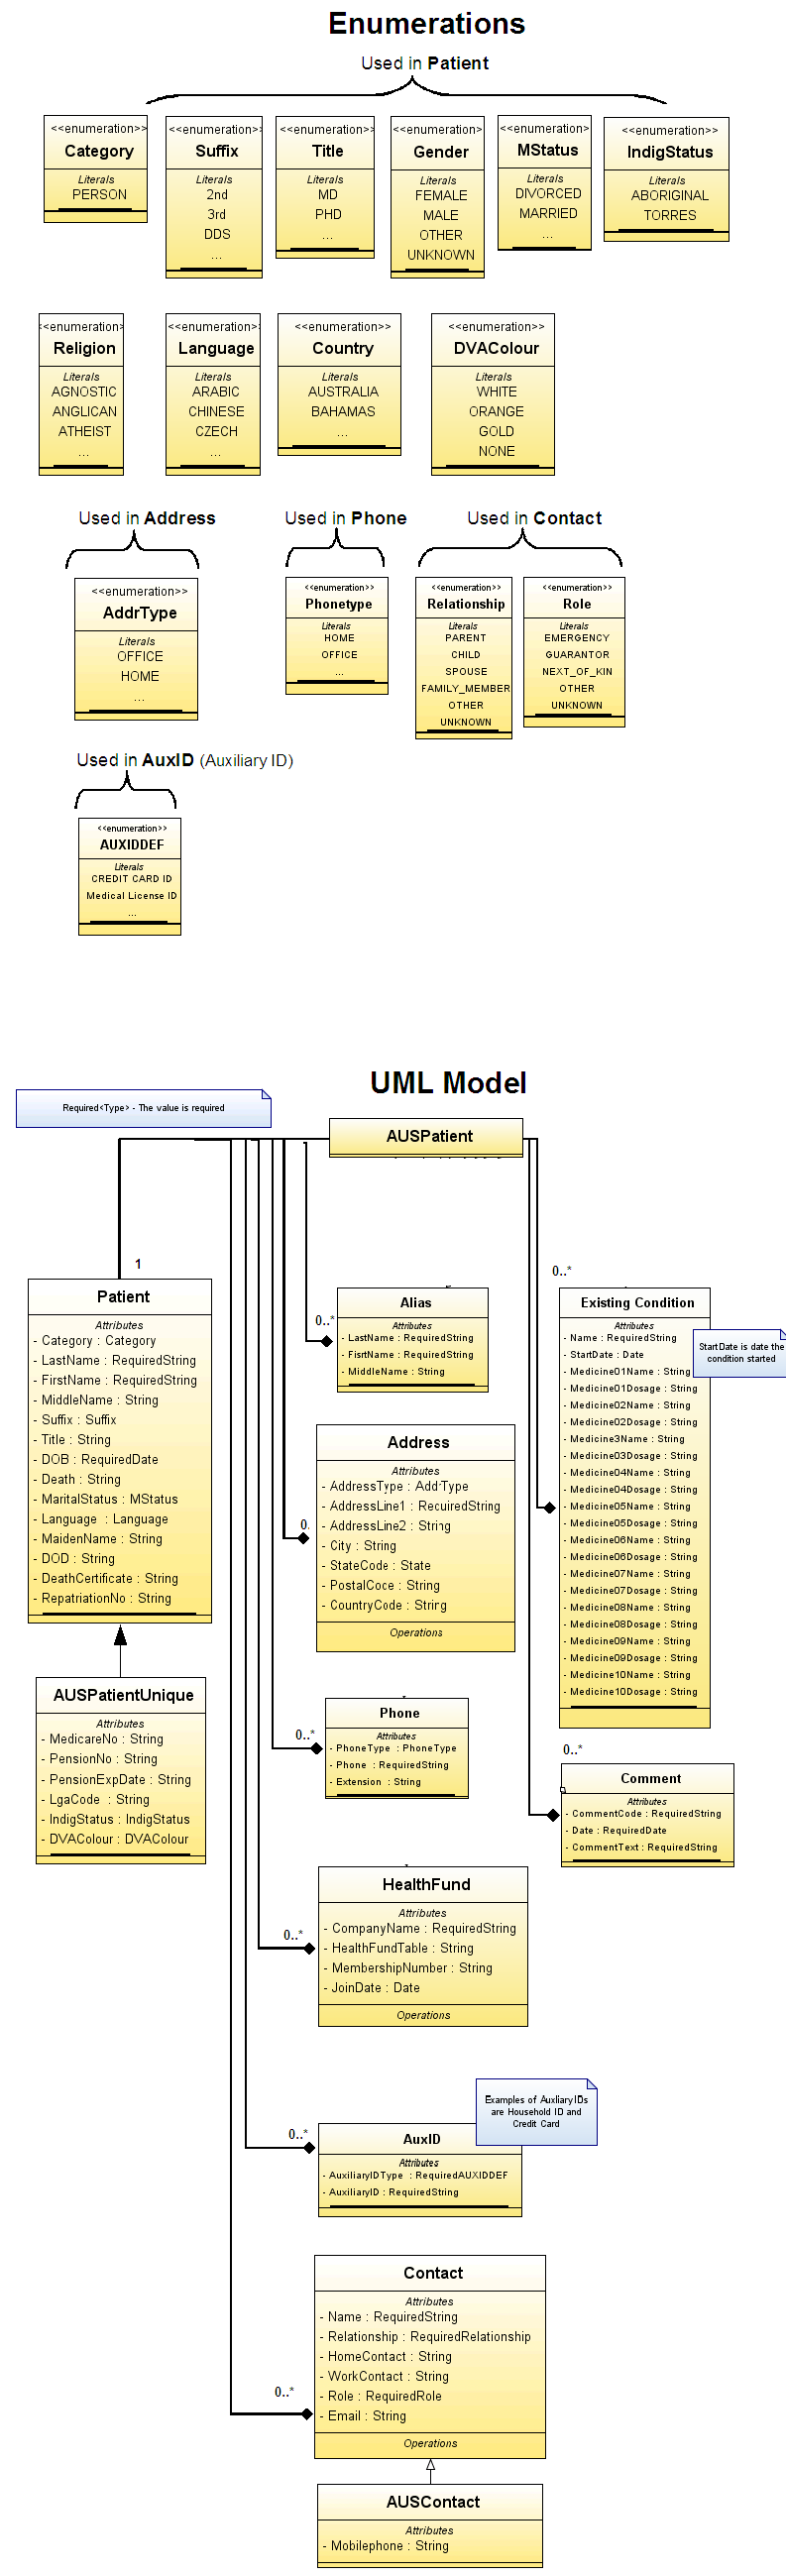 Enumerations
Used in Patient
<<enumeration>>
Category
Literals
PERSON
<<enumeration>>
Suffix
Literals
2nd
3rd
DDS
...
<<enumeration>>
Title
Literals
MD
PHD
...
<<enumeration>>
Gender
Literals
FEMALE
MALE
OTHER
UNKNOWN
<<enumeration>>
MStatus
Literals
DIVORCED
MARRIED
...
<<enumeration>>
IndigStatus
Literals
ABORIGINAL
TORRES
<<enumeration>>
Religion
Literals
AGNOSTIC
ANGLICAN
ATHEIST
...
<<enumeration>>
Language
Literals
ARABIC
CHINESE
CZECH
...
<<enumeration>>
Country
Literals
AUSTRALIA
BAHAMAS
...
<<enumeration>>
DVAColour
Literals
WHITE
ORANGE
GOLD
NONE
Used in Address
<<enumeration>>
AddrType
Literals
OFFICE
HOME
...
Used in Phone
<<enumeration>>
Phonetype
Literals
HOME
OFFICE
...
Used in Contact
<<enumeration>>
Relationship
Literals
PARENT
CHILD
SPOUSE
FAMILY_MEMBER
OTHER
UNKNOWN
<<enumeration>>
Role
Literals
EMERGENCY
GUARANTOR
NEXT_OF_KIN
OTHER
UNKNOWN
Used in AuxID (Auxiliary ID)
<<enumeration>>
AUXIDDEF
Literals
CREDIT CARD ID
Medical License ID
...
UML Model
Required<Type> - The value is required
AUSPatient
1
Patient
Attributes
- Category : Category
- LastName : RequiredString
- FirstName : RequiredString
- MiddleName : String
- Suffix : Suffix
- Title : String
- DOB : RequiredDate
- Death : String
- MaritalStatus : MStatus
- Language : Language
- MaidenName : String
- DOD : String
- DeathCertificate : String
- RepatriationNo : String
AUSPatientUnique
Attributes
- MedicareNo : String
- PensionNo : String
- PensionExpDate : String
- LgaCode : String
- IndigStatus : IndigStatus
- DVAColour : DVAColour
0..*
Alias
Attributes
- LastName : RequiredString
- FisrtName : RequiredString
- MiddleName : String
0.
Address
Attributes
- AddressType : AddrType
- AddressLine1 : RecuiredString
- AddressLine2 : String
- City : String
- StateCode : State
- PostalCoce : String
- CountryCode : String
Operations
0..*
Phone
Attributes
- PhoneType : PhoneType
- Phone : RequiredString
- Extension : String
0..*
HealthFund
Attributes
- CompanyName : RequiredString
- HealthFundTable : String
- MembershipNumber : String
- JoinDate : Date
Operations
Examples of AuxliaryIDs
are Household ID and
Credit Card
0..*
AuxID
Attributes
- AuxiliaryIDType : RequiredAUXIDDEF
- AuxiliaryID : RequiredString
0..*
Contact
Attributes
- Name : RequiredString
- Relationship : RequiredRelationship
- HomeContact : String
- WorkContact : String
- Role : RequiredRole
- Email : String
Operations
AUSContact
Attributes
- Mobilephone : String
0..*
Existing Condition
Attributes
- Name : RequiredString
- StartDate : Date
- Medicine01Name : String
- Medicine01Dosage : String
- Medicine02Name : String
- Medicine02Dosage : String
- Medicine3Name : String
- Medicine03Dosage : String
- Medicine04Name : String
- Medicine04Dosage : String
- Medicine05Name : String
- Medicine05Dosage : String
- Medicine06Name : String
- Medicine06Dosage : String
- Medicine07Name : String
- Medicine07Dosage : String
- Medicine08Name : String
- Medicine08Dosage : String
- Medicine09Name : String
- Medicine09Dosage : String
- Medicine10Name : String
- Medicine10Dosage : String
StartDate is date the
condition started
0..*
Comment
Attributes
- CommentCode : RequiredString
- Date : RequiredDate
- CommentText : RequiredString